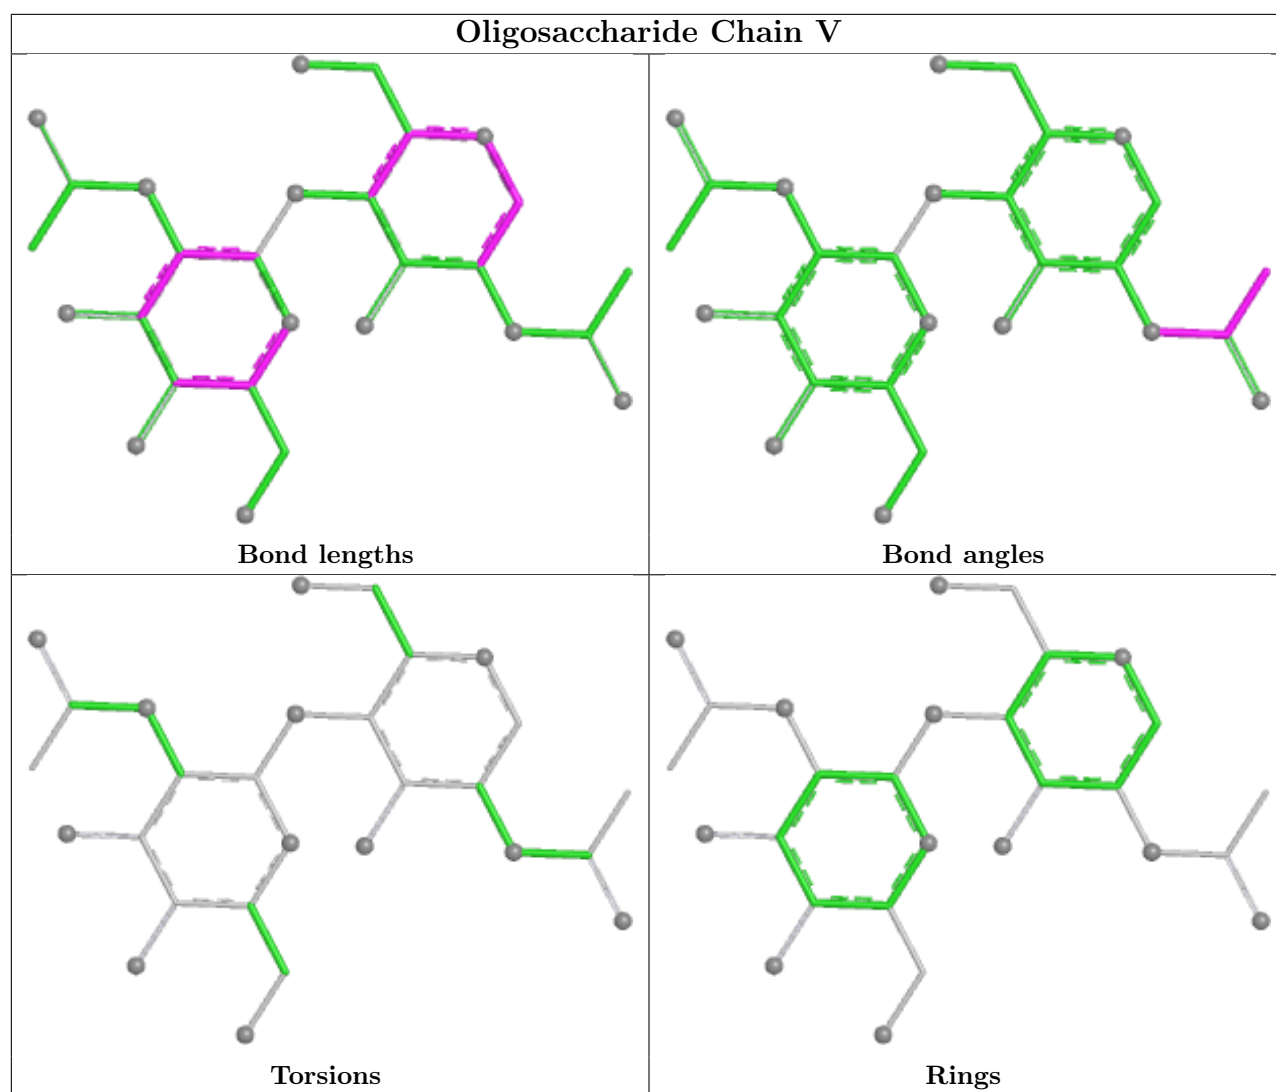 Oligosaccharide Chain V
Bond lengths
Bond angles
Torsions
Rings